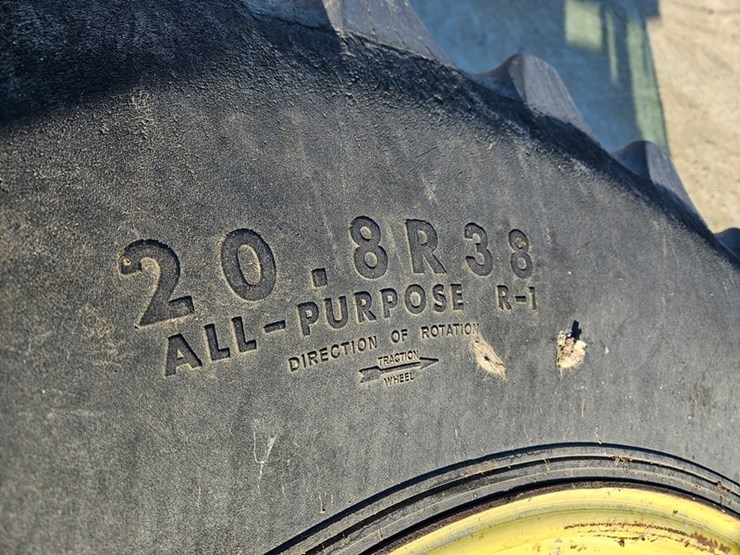 20.8R38
ALL-PURPOSE R-1
DIRECTION OF ROTATION
TRACTION
WHEEL